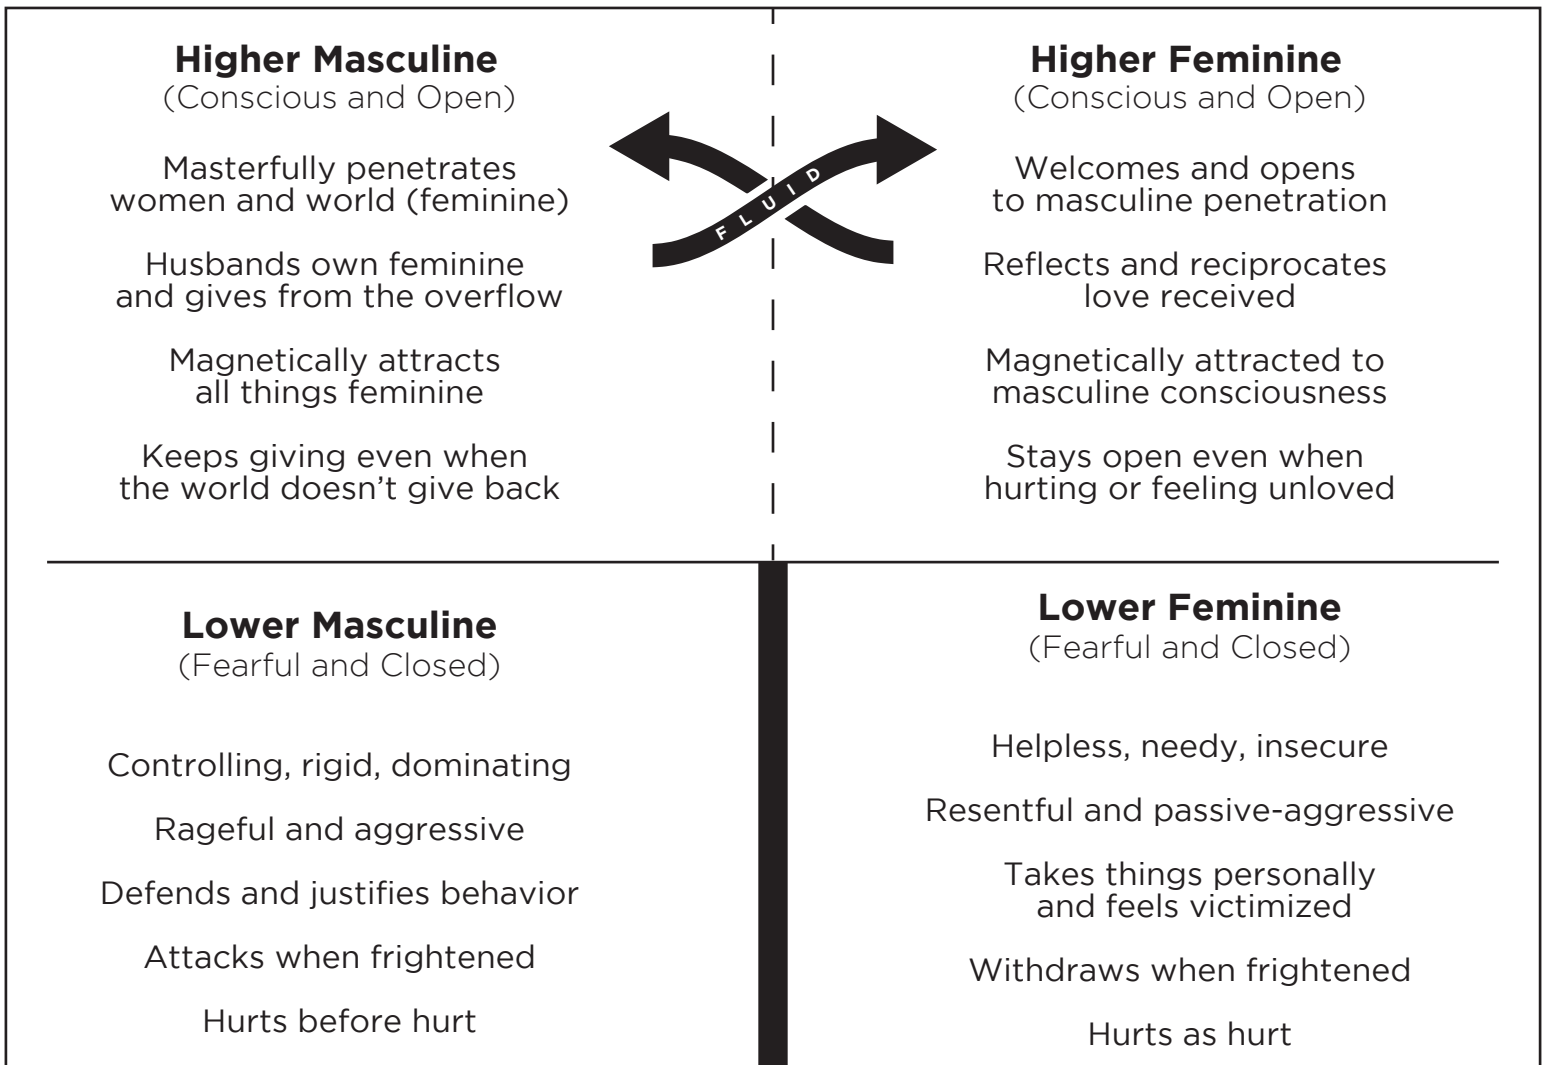 Higher Masculine
(Conscious and Open)
Masterfully penetrates
women and world (feminine)
Husbands own feminine
and gives from the overflow
Magnetically attracts
all things feminine
Keeps giving even when
the world doesn’t give back
FLUID
Higher Feminine
(Conscious and Open)
Welcomes and opens
to masculine penetration
Reflects and reciprocates
love received
Magnetically attracted to
masculine consciousness
Stays open even when
hurting or feeling unloved
Lower Masculine
(Fearful and Closed)
Controlling, rigid, dominating
Rageful and aggressive
Defends and justifies behavior
Attacks when frightened
Hurts before hurt
Lower Feminine
(Fearful and Closed)
Helpless, needy, insecure
Resentful and passive-aggressive
Takes things personally
and feels victimized
Withdraws when frightened
Hurts as hurt